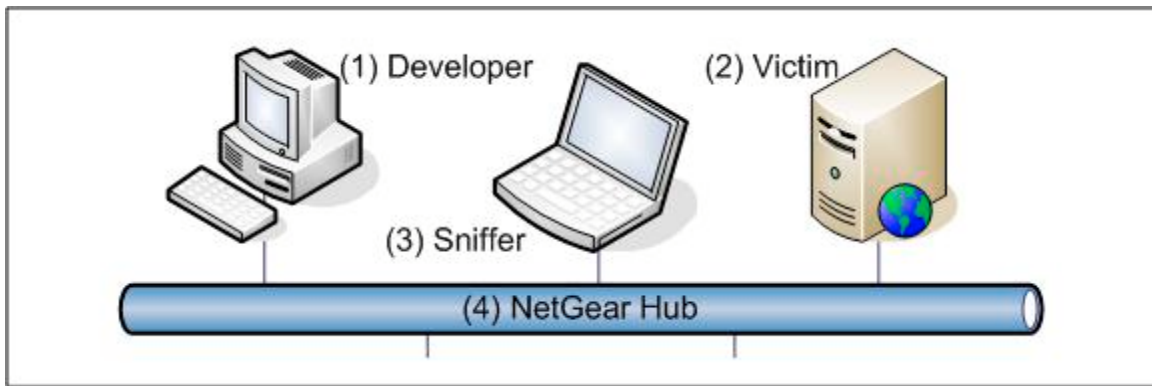 (1) Developer
(2) Victim
(3) Sniffer
(4) NetGear Hub